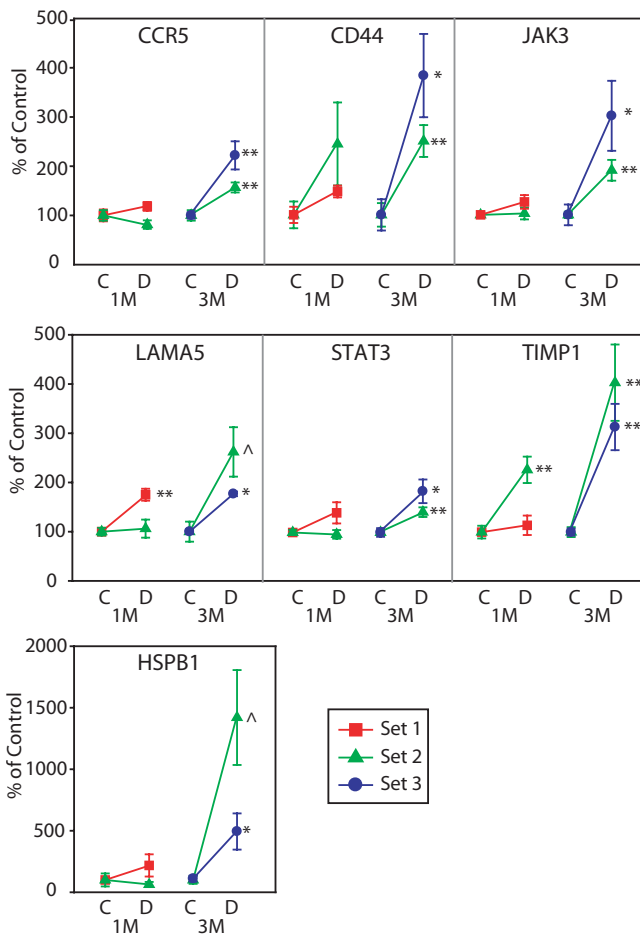 CCR5 CD44 JAK3
% of Control
500
400
300
200
100
0
*
**
**
**
*
**
C D C D C D C D C D C D
1M 3M 1M 3M 1M 3M
LAMA5 STAT3 TIMP1
% of Control
500
400
300
200
100
0
**
^
*
*
**
**
**
**
C D C D C D C D C D C D
1M 3M 1M 3M 1M 3M
HSPB1
% of Control
2000
1500
1000
500
0
^
*
C D C D
1M 3M
Set 1
Set 2
Set 3